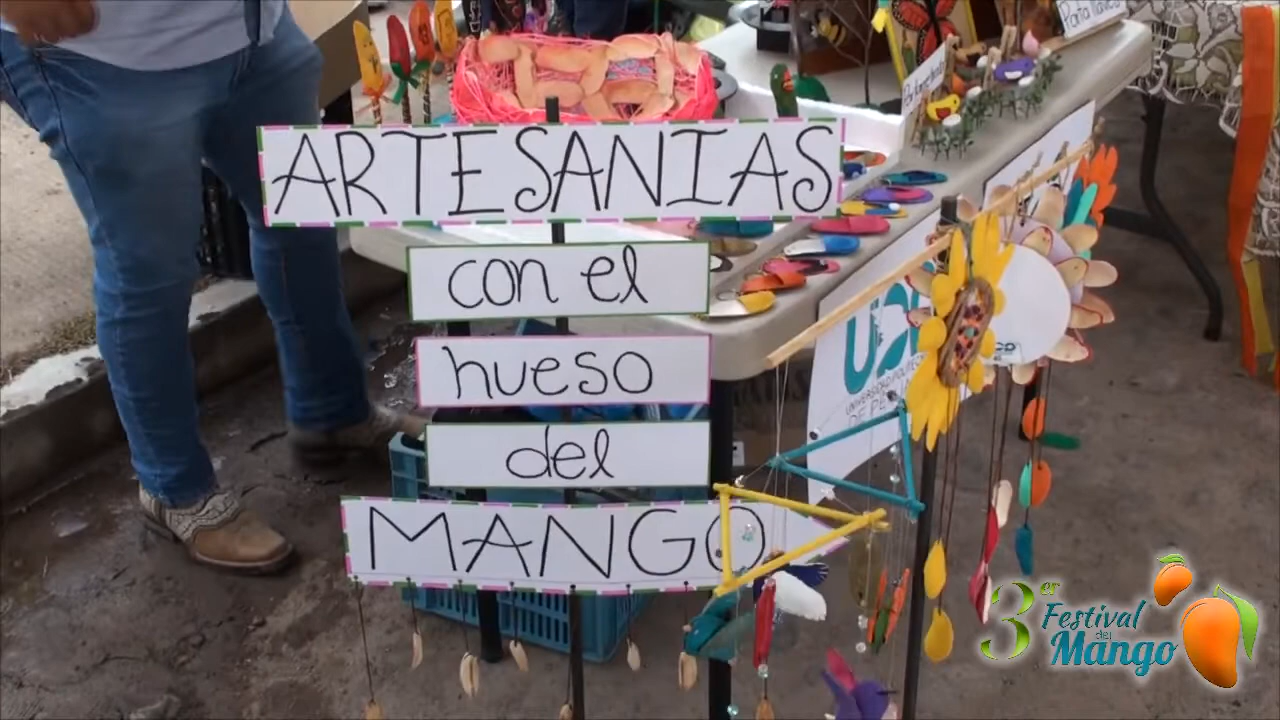 ARTESANIAS
con el
hueso
del
MANGO
3er
Festival
del
Mango